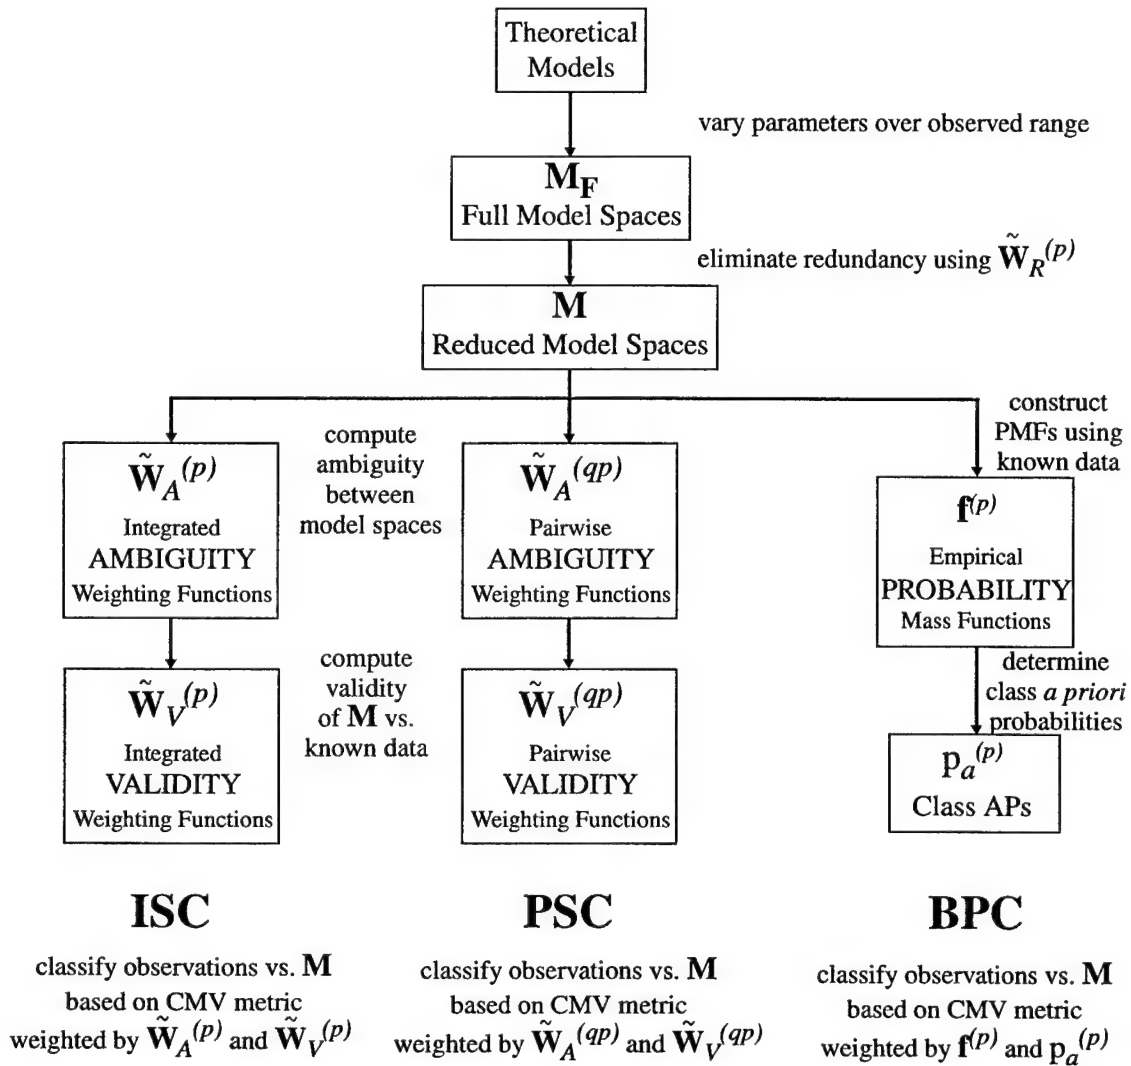 Theoretical
Models
vary parameters over observed range
M_F
Full Model Spaces
eliminate redundancy using W̃_R^(p)
M
Reduced Model Spaces
W̃_A^(p)
Integrated
AMBIGUITY
Weighting Functions
compute
ambiguity
between
model spaces
W̃_A^(qp)
Pairwise
AMBIGUITY
Weighting Functions
construct
PMFs using
known data
f^(p)
Empirical
PROBABILITY
Mass Functions
W̃_V^(p)
Integrated
VALIDITY
Weighting Functions
compute
validity
of M vs.
known data
W̃_V^(qp)
Pairwise
VALIDITY
Weighting Functions
determine
class a priori
probabilities
p_a^(p)
Class APs
ISC
classify observations vs. M
based on CMV metric
weighted by W̃_A^(p) and W̃_V^(p)
PSC
classify observations vs. M
based on CMV metric
weighted by W̃_A^(qp) and W̃_V^(qp)
BPC
classify observations vs. M
based on CMV metric
weighted by f^(p) and p_a^(p)